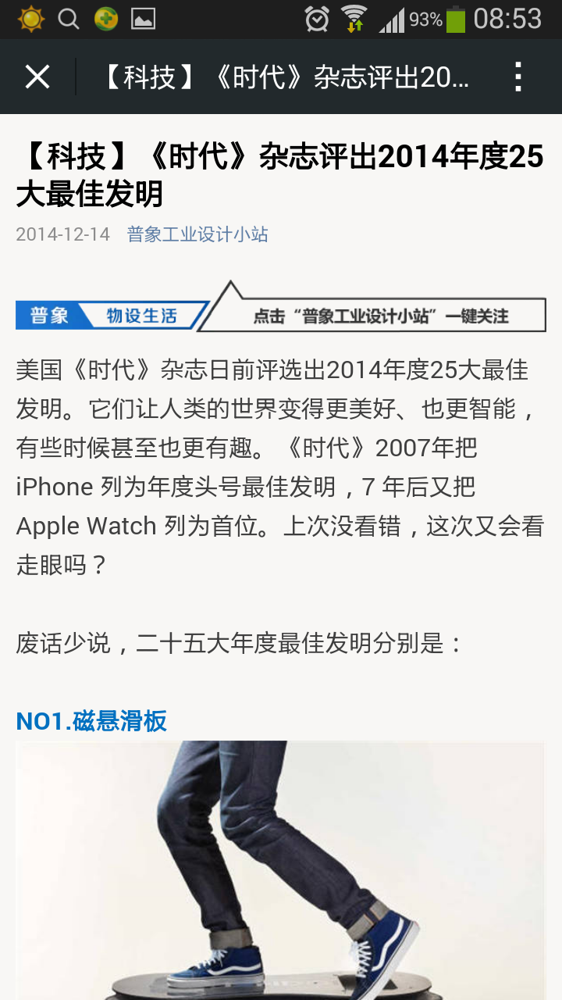 93% 08:53
【科技】《时代》杂志评出20...
【科技】《时代》杂志评出2014年度25
大最佳发明
2014-12-14 普象工业设计小站
普象 物设生活 点击“普象工业设计小站”一键关注
美国《时代》杂志日前评选出2014年度25大最佳
发明。它们让人类的世界变得更美好、也更智能，
有些时候甚至也更有趣。《时代》2007年把
iPhone 列为年度头号最佳发明，7 年后又把
Apple Watch 列为首位。上次没看错，这次又会看
走眼吗？
废话少说，二十五大年度最佳发明分别是：
NO1.磁悬滑板